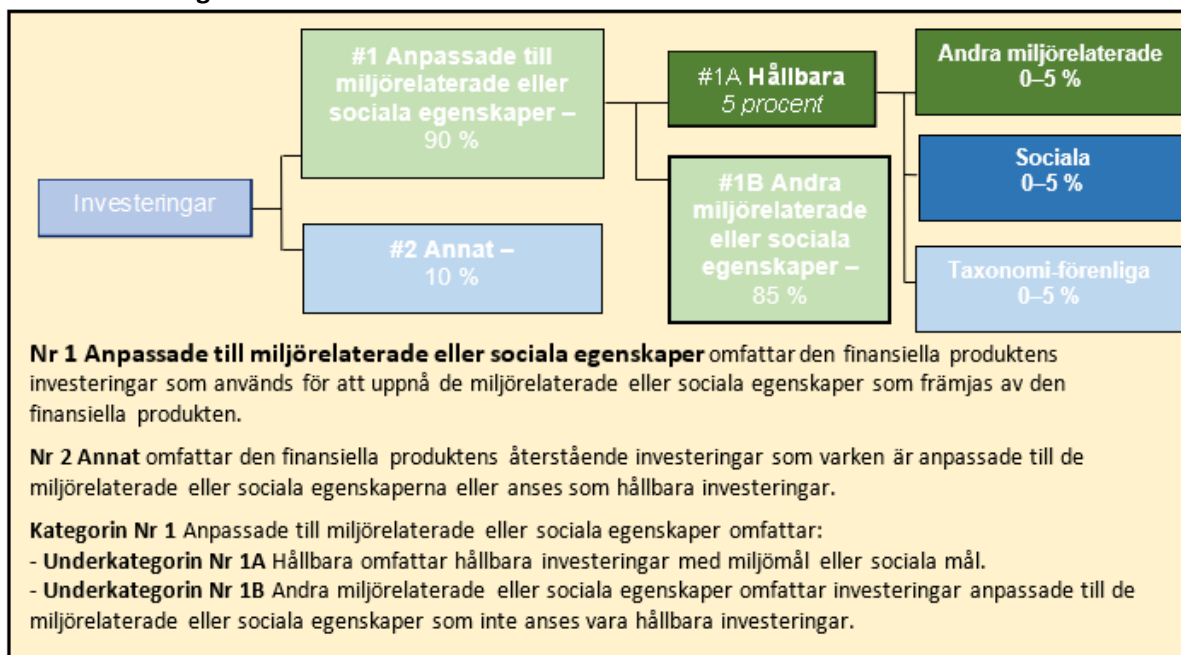 #1 Anpassade till
miljörelaterade eller
sociala egenskaper –
90 %
#1A Hållbara
5 procent
Andra miljörelaterade
0–5 %
Investeringar
#2 Annat –
10 %
#1B Andra
miljörelaterade
eller sociala
egenskaper –
85 %
Sociala
0–5 %
Taxonomi-förenliga
0–5 %
Nr 1 Anpassade till miljörelaterade eller sociala egenskaper omfattar den finansiella produktens
investeringar som används för att uppnå de miljörelaterade eller sociala egenskaper som främjas av den
finansiella produkten.
Nr 2 Annat omfattar den finansiella produktens återstående investeringar som varken är anpassade till de
miljörelaterade eller sociala egenskaperna eller anses som hållbara investeringar.
Kategorin Nr 1 Anpassade till miljörelaterade eller sociala egenskaper omfattar:
- Underkategorin Nr 1A Hållbara omfattar hållbara investeringar med miljömål eller sociala mål.
- Underkategorin Nr 1B Andra miljörelaterade eller sociala egenskaper omfattar investeringar anpassade till de
miljörelaterade eller sociala egenskaper som inte anses vara hållbara investeringar.